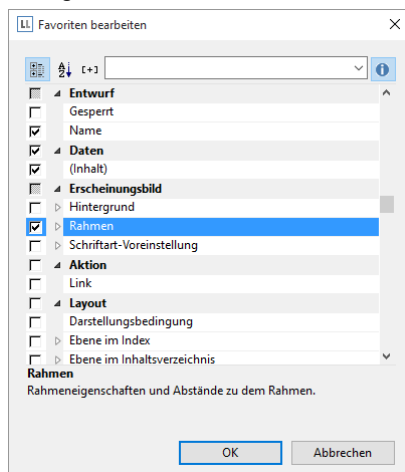 LL Favoriten bearbeiten
A Z [+]
Entwurf
Gesperrt
Name
Daten
(Inhalt)
Erscheinungsbild
Hintergrund
Rahmen
Schriftart-Voreinstellung
Aktion
Link
Layout
Darstellungsbedingung
Ebene im Index
Ebene im Inhaltsverzeichnis
Rahmen
Rahmeneigenschaften und Abstände zu dem Rahmen.
OK Abbrechen